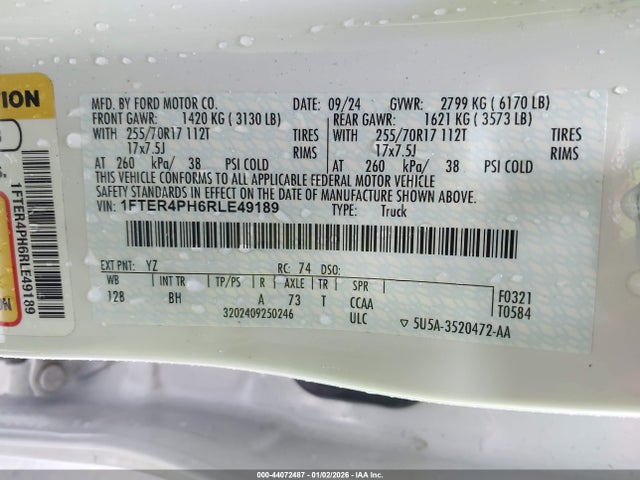 TION
1FTER4PH6RLE49189
ION
MFD. BY FORD MOTOR CO. DATE: 09/24 GVWR: 2799 KG ( 6170 LB)
FRONT GAWR: 1420 KG ( 3130 LB) REAR GAWR: 1621 KG ( 3573 LB)
WITH 255/70R17 112T TIRES WITH 255/70R17 112T TIRES
17x7.5J RIMS 17x7.5J RIMS
AT 260 kPa/ 38 PSI COLD AT 260 kPa/ 38 PSI COLD
THIS VEHICLE CONFORMS TO ALL APPLICABLE FEDERAL MOTOR VEHICLE
SAFETY STANDARDS IN EFFECT ON THE DATE OF MANUFACTURE SHOWN ABOVE.
VIN: 1FTER4PH6RLE49189 TYPE: Truck
EXT PNT: YZ RC: 74 DSO:
WB INT TR TP/PS R AXLE TR SPR
128 BH A 73 T CCAA
3202409250246 ULC
F0321
T0584
▽ 5U5A-3520472-AA
000-44072487 - 01/02/2026 - IAA Inc.